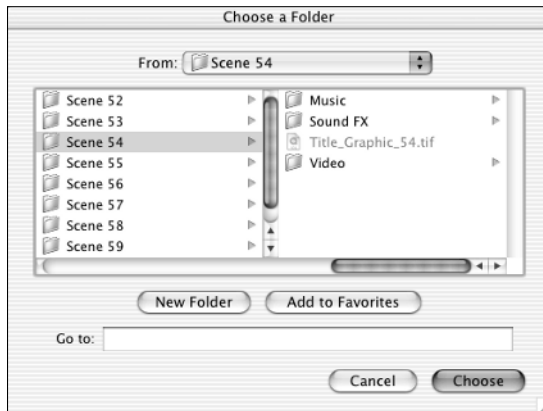 Choose a Folder
From: Scene 54
Scene 52
Scene 53
Scene 54
Scene 55
Scene 56
Scene 57
Scene 58
Scene 59
Music
Sound FX
Title_Graphic_54.tif
Video
New Folder
Add to Favorites
Go to:
Cancel
Choose